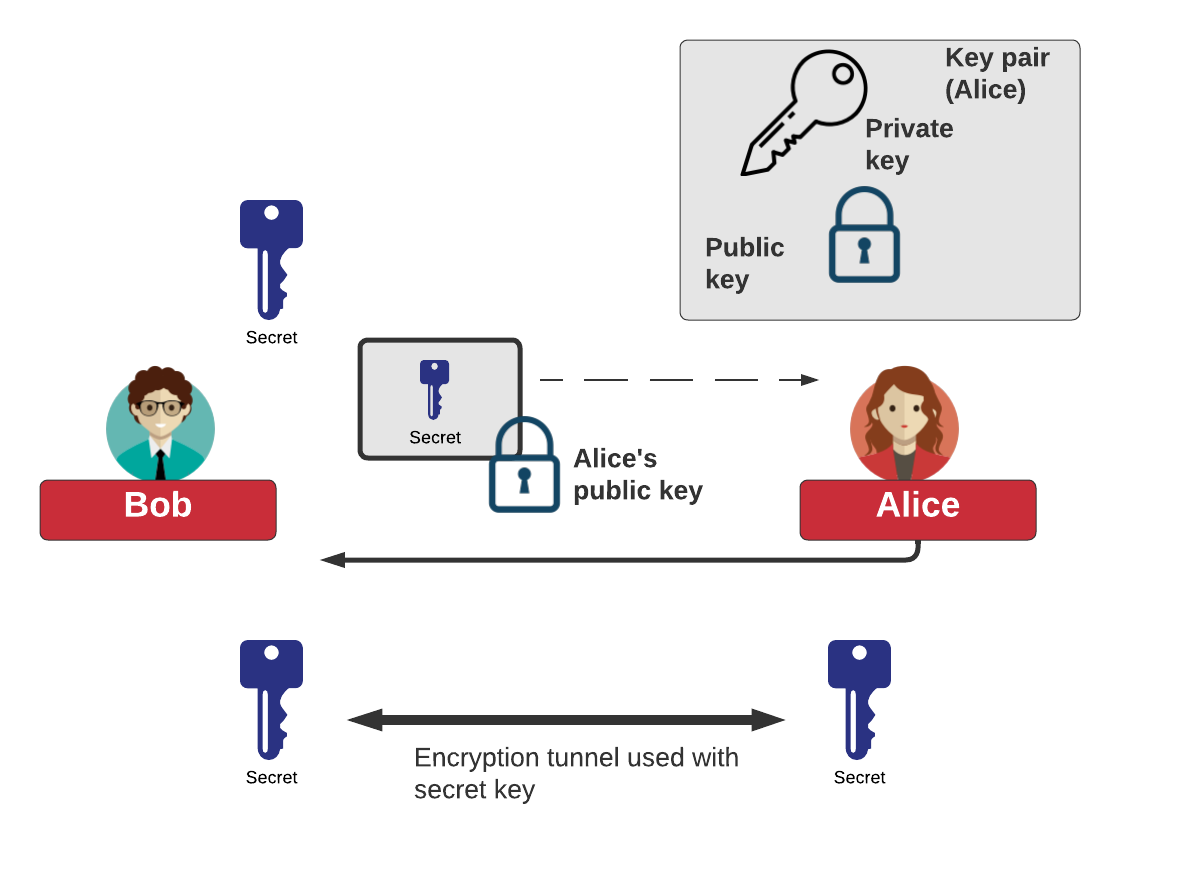 Key pair
(Alice)
Private
key
Public
key
Secret
Secret
Alice's
public key
Bob
Alice
Secret
Encryption tunnel used with
secret key
Secret